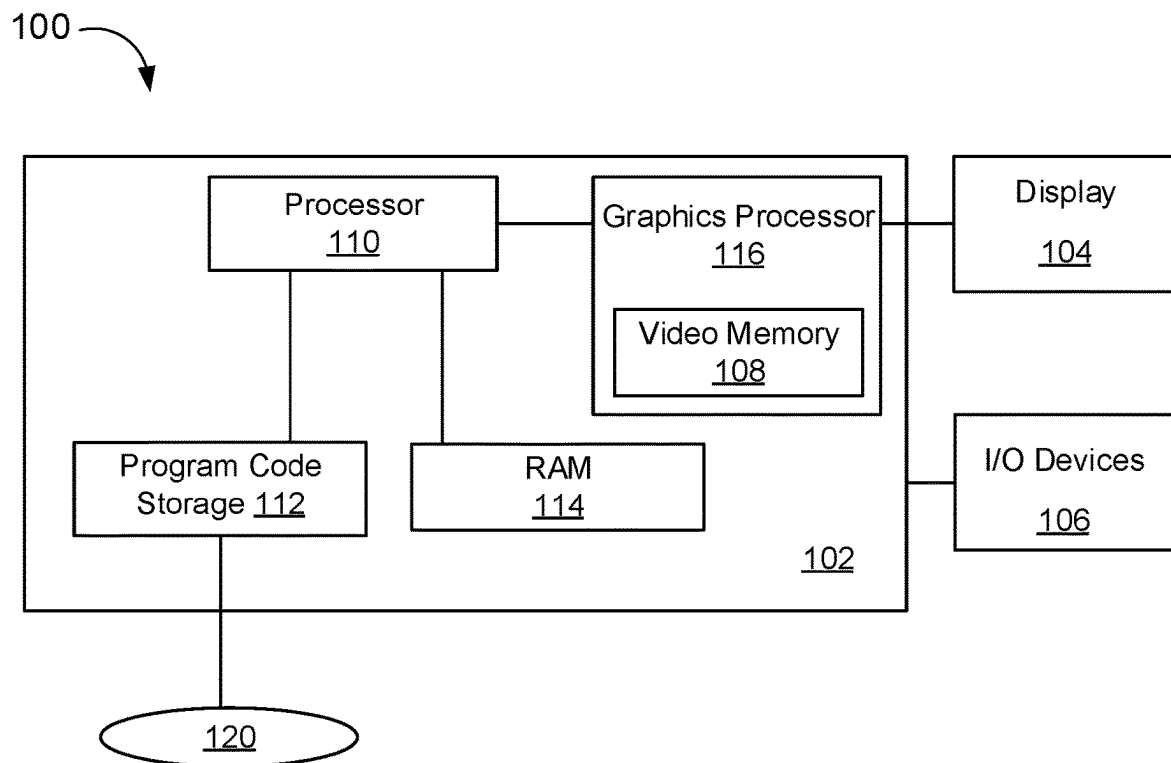 100
Processor
110
Graphics Processor
116
Display
104
Video Memory
108
Program Code
Storage 112
RAM
114
I/O Devices
106
102
120